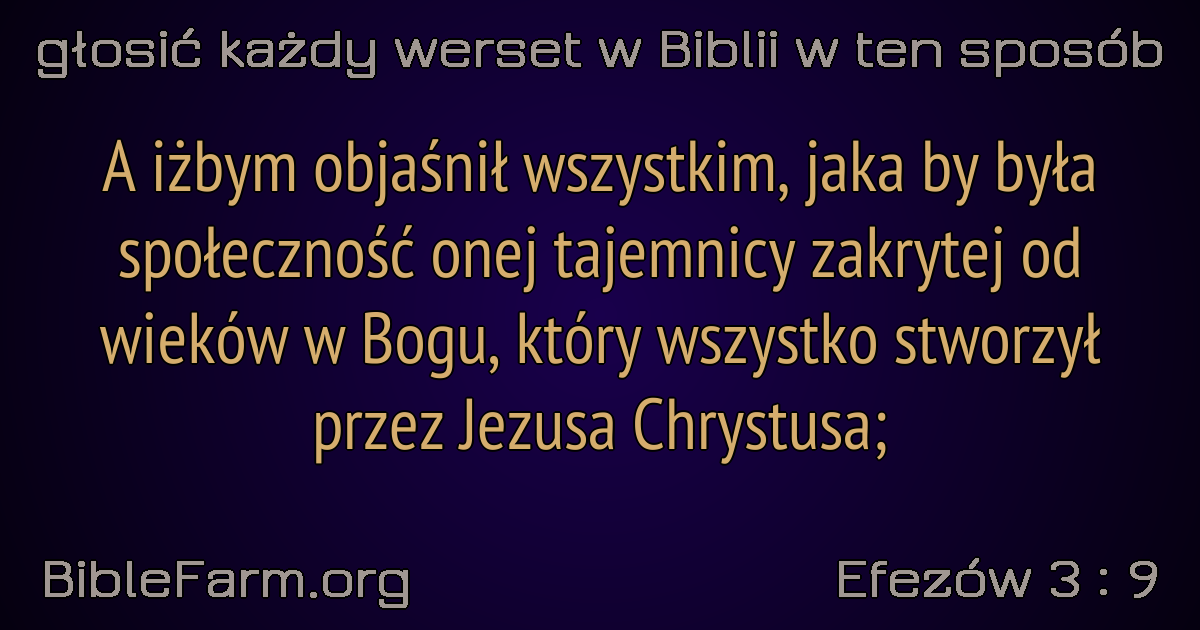 głosić każdy werset w Biblii w ten sposób
A iżbym objaśnił wszystkim, jaka by była
społeczność onej tajemnicy zakrytej od
wieków w Bogu, który wszystko stworzył
przez Jezusa Chrystusa;
BibleFarm.org
Efezów 3 : 9